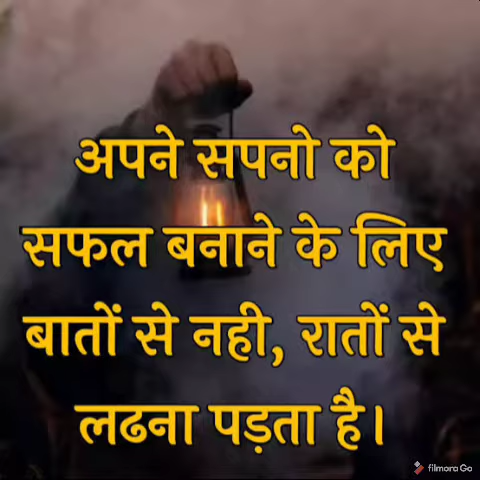 अपने सपनो को
सफल बनाने के लिए
बातों से नही, रातों से
लढना पड़ता है।
filmora Go